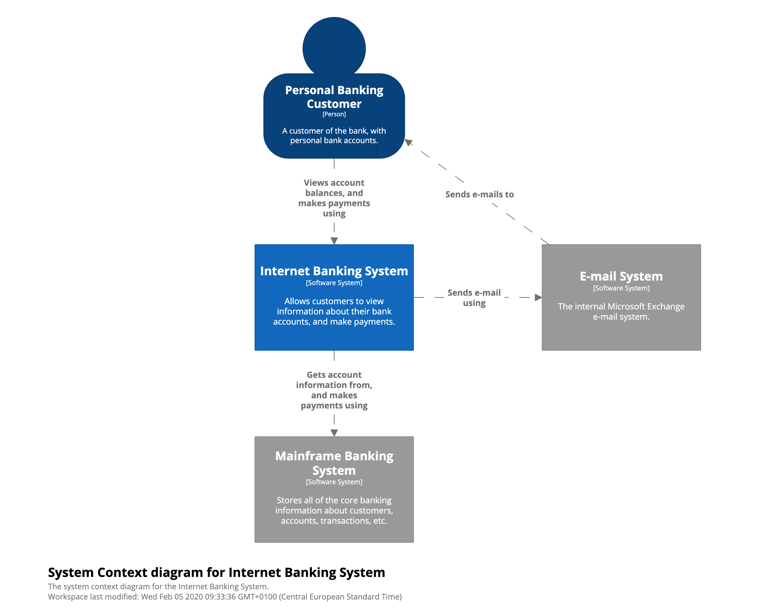 Personal Banking
Customer
[Person]
A customer of the bank, with
personal bank accounts.
Views account
balances, and
makes payments
using
Sends e-mails to
Internet Banking System
[Software System]
Allows customers to view
information about their bank
accounts, and make payments.
Sends e-mail
using
E-mail System
[Software System]
The internal Microsoft Exchange
e-mail system.
Gets account
information from,
and makes
payments using
Mainframe Banking
System
[Software System]
Stores all of the core banking
information about customers,
accounts, transactions, etc.
System Context diagram for Internet Banking System
The system context diagram for the Internet Banking System.
Workspace last modified: Wed Feb 05 2020 09:33:36 GMT+0100 (Central European Standard Time)